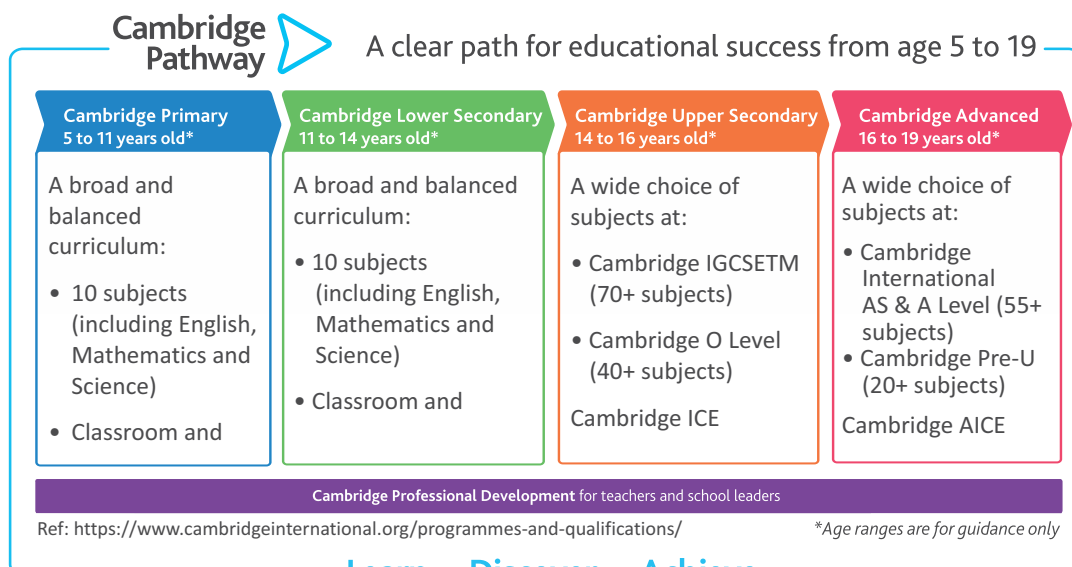 Cambridge
Pathway
A clear path for educational success from age 5 to 19
Cambridge Primary
5 to 11 years old*
A broad and
balanced
curriculum:
• 10 subjects
(including English,
Mathematics and
Science)
• Classroom and
Cambridge Lower Secondary
11 to 14 years old*
A broad and balanced
curriculum:
• 10 subjects
(including English,
Mathematics and
Science)
• Classroom and
Cambridge Upper Secondary
14 to 16 years old*
A wide choice of
subjects at:
• Cambridge IGCSETM
(70+ subjects)
• Cambridge O Level
(40+ subjects)
Cambridge ICE
Cambridge Advanced
16 to 19 years old*
A wide choice of
subjects at:
• Cambridge
International
AS & A Level (55+
subjects)
• Cambridge Pre-U
(20+ subjects)
Cambridge AICE
Cambridge Professional Development for teachers and school leaders
Ref: https://www.cambridgeinternational.org/programmes-and-qualifications/
*Age ranges are for guidance only